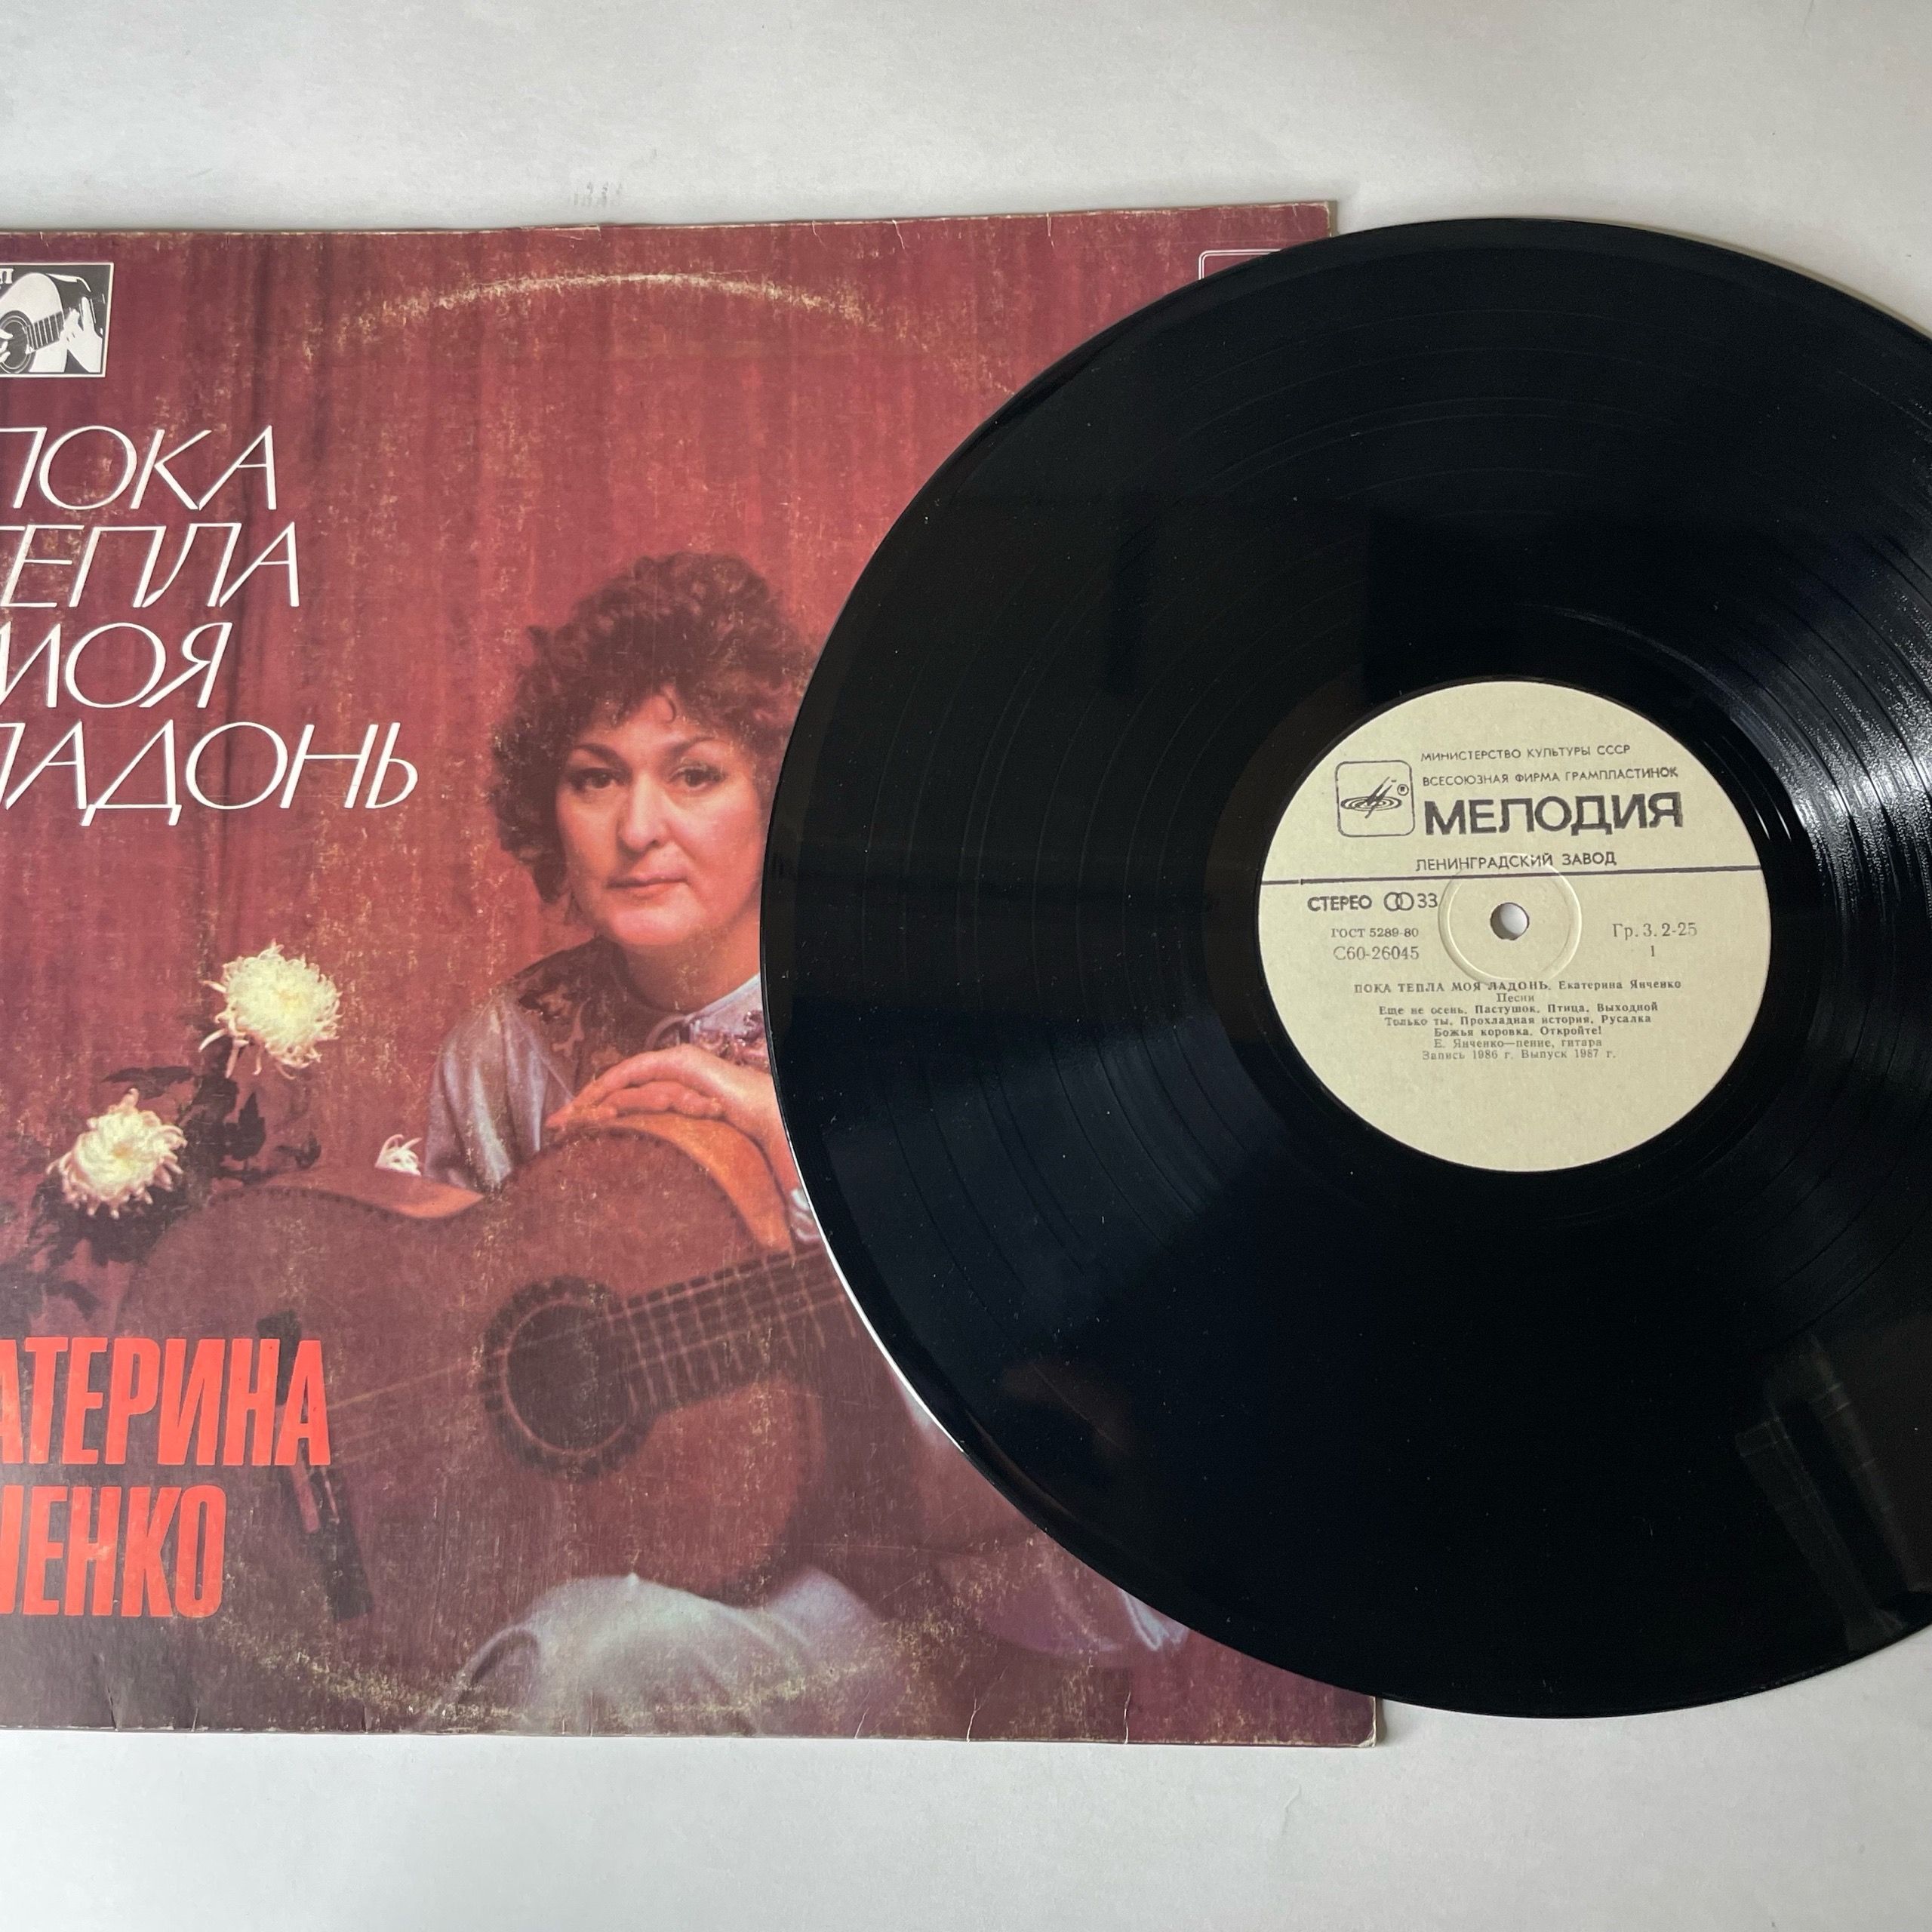 ПОКА
ТЕПЛА
МОЯ
ЛАДОНЬ
АТЕРИНА
ЧЕНКО
МИНИСТЕРСТВО КУЛЬТУРЫ СССР
ВСЕСОЮЗНАЯ ФИРМА ГРАМПЛАСТИНОК
МЕЛОДИЯ
ЛЕНИНГРАДСКИЙ ЗАВОД
СТЕРЕО 33
ГОСТ 5289-80
С60-26045
Гр. 3. 2-25
1
ПОКА ТЕПЛА МОЯ ЛАДОНЬ. Екатерина Янченко
Песни
Еще не осень. Пастушок. Птица. Выходной
Только ты. Прохладная история. Русалка
Божья коровка. Откройте!
Е. Янченко—пение, гитара
Запись 1986 г. Выпуск 1987 г.